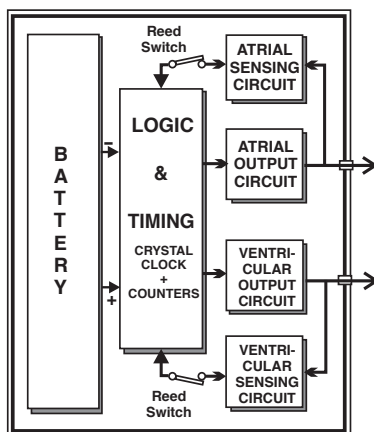 Reed
Switch
ATRIAL
SENSING
CIRCUIT
B
A
T
T
E
R
Y
-
+
LOGIC
&
TIMING
CRYSTAL
CLOCK
+
COUNTERS
ATRIAL
OUTPUT
CIRCUIT
VENTRI-
CULAR
OUTPUT
CIRCUIT
VENTRI-
CULAR
SENSING
CIRCUIT
Reed
Switch